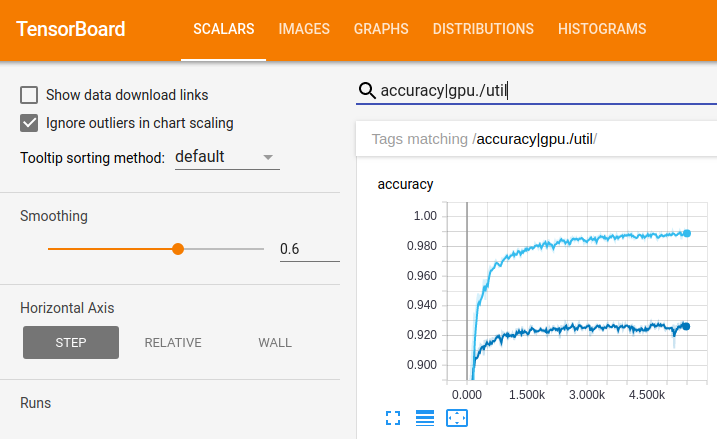 TensorBoard SCALARS IMAGES GRAPHS DISTRIBUTIONS HISTOGRAMS
Show data download links
Ignore outliers in chart scaling
Tooltip sorting method: default
Smoothing
0.6
Horizontal Axis
STEP RELATIVE WALL
Runs
accuracy|gpu./util
Tags matching /accuracy|gpu./util/
accuracy
1.00
0.980
0.960
0.940
0.920
0.900
0.000 1.500k 3.000k 4.500k